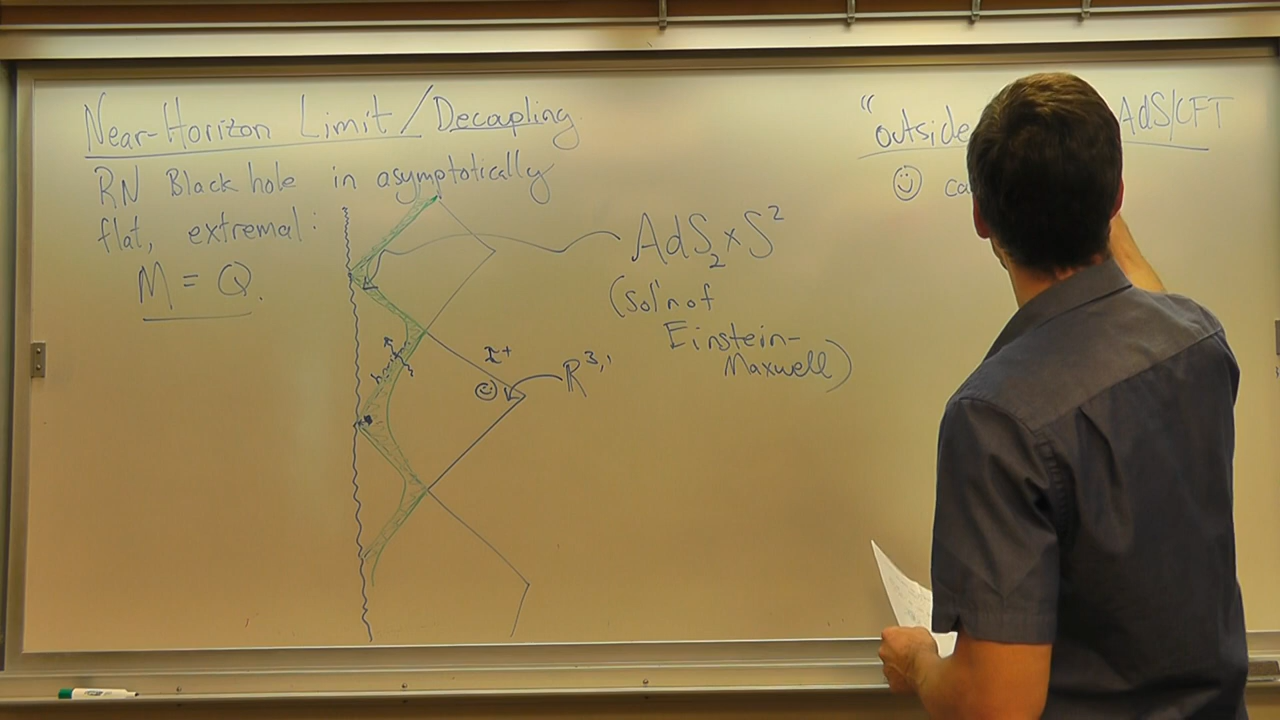 Near-Horizon Limit/Decoupling
RN Black hole in asymptotically
flat, extremal:
M = Q.
AdS₂×S²
(sol'n of
Einstein-
Maxwell)
I⁺
R³,¹
"outside
AdS/CFT
☺ ca